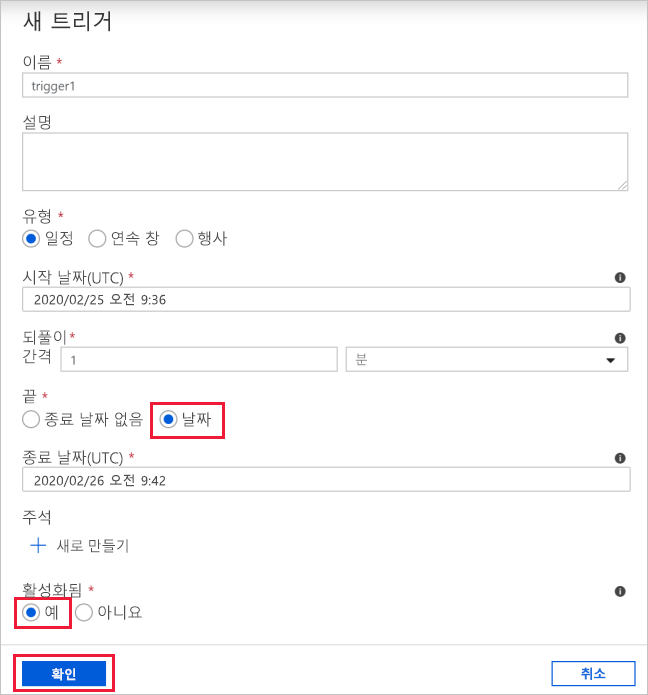 새 트리거
이름 *
trigger1
설명
유형 *
일정 연속 창 행사
시작 날짜(UTC) *
2020/02/25 오전 9:36
되풀이*
간격 1 분
끝 *
종료 날짜 없음 날짜
종료 날짜(UTC) *
2020/02/26 오전 9:42
주석
+ 새로 만들기
활성화됨 *
예 아니요
확인 취소